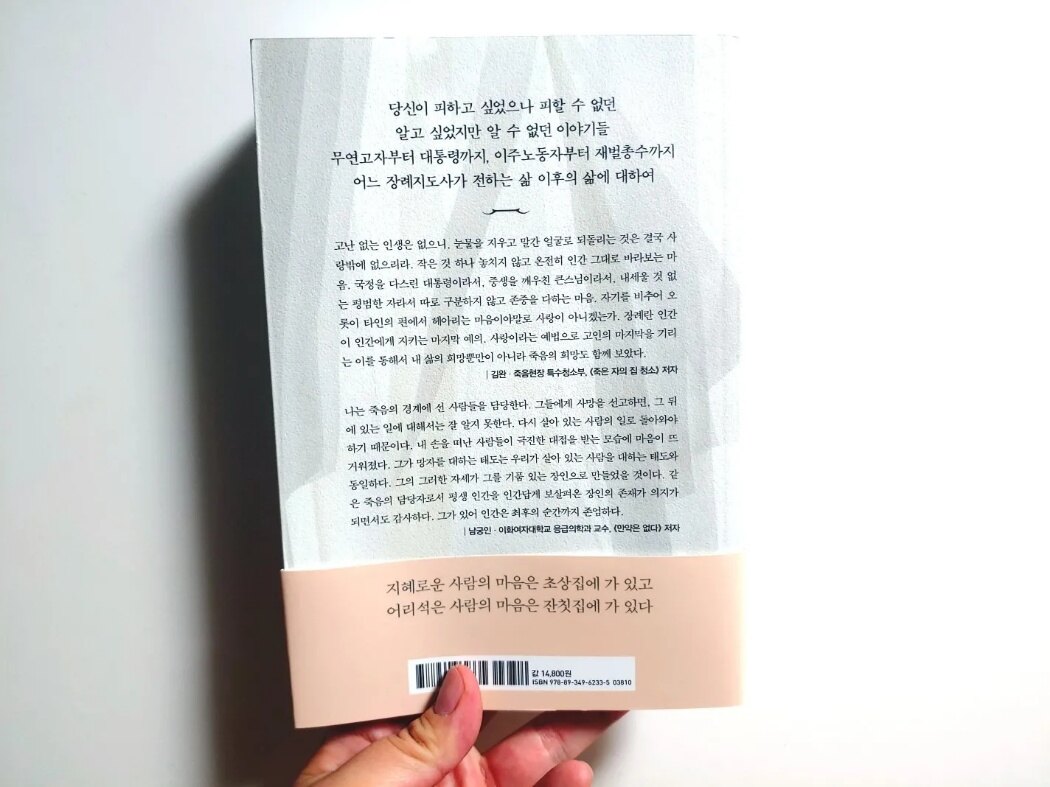 당신이 피하고 싶었으나 피할 수 없던
알고 싶었지만 알 수 없던 이야기들
무연고자부터 대통령까지, 이주노동자부터 재벌총수까지
어느 장례지도사가 전하는 삶 이후의 삶에 대하여
고난 없는 인생은 없으니, 눈물을 지우고 말간 얼굴로 되돌리는 것은 결국 사
랑밖에 없으리라. 작은 것 하나 놓치지 않고 온전히 인간 그대로 바라보는 마
음. 국정을 다스린 대통령이라서, 중생을 깨우친 큰스님이라서, 내세울 것 없
는 평범한 자라서 따로 구분하지 않고 존중을 다하는 마음. 자기를 비추어 오
롯이 타인의 편에서 헤아리는 마음이야말로 사랑이 아니겠는가. 장례란 인간
이 인간에게 지키는 마지막 예의. 사랑이라는 예법으로 고인의 마지막을 기리
는 이를 통해서 내 삶의 희망뿐만이 아니라 죽음의 희망도 함께 보았다.
| 김완 · 죽음현장 특수청소부, 《죽은 자의 집 청소》 저자
나는 죽음의 경계에 선 사람들을 담당한다. 그들에게 사망을 선고하면, 그 뒤
에 있는 일에 대해서는 잘 알지 못한다. 다시 살아 있는 사람의 일로 돌아와야
하기 때문이다. 내 손을 떠난 사람들이 극진한 대접을 받는 모습에 마음이 뜨
거워졌다. 그가 망자를 대하는 태도는 우리가 살아 있는 사람을 대하는 태도와
동일하다. 그의 그러한 자세가 그를 기품 있는 장인으로 만들었을 것이다. 같
은 죽음의 담당자로서 평생 인간을 인간답게 보살펴온 장인의 존재가 의지가
되면서도 감사하다. 그가 있어 인간은 최후의 순간까지 존엄하다.
| 남궁인 · 이화여자대학교 응급의학과 교수, 《만약은 없다》 저자
지혜로운 사람의 마음은 초상집에 가 있고
어리석은 사람의 마음은 잔칫집에 가 있다
값 14,800원
ISBN 978-89-349-6233-5 03810